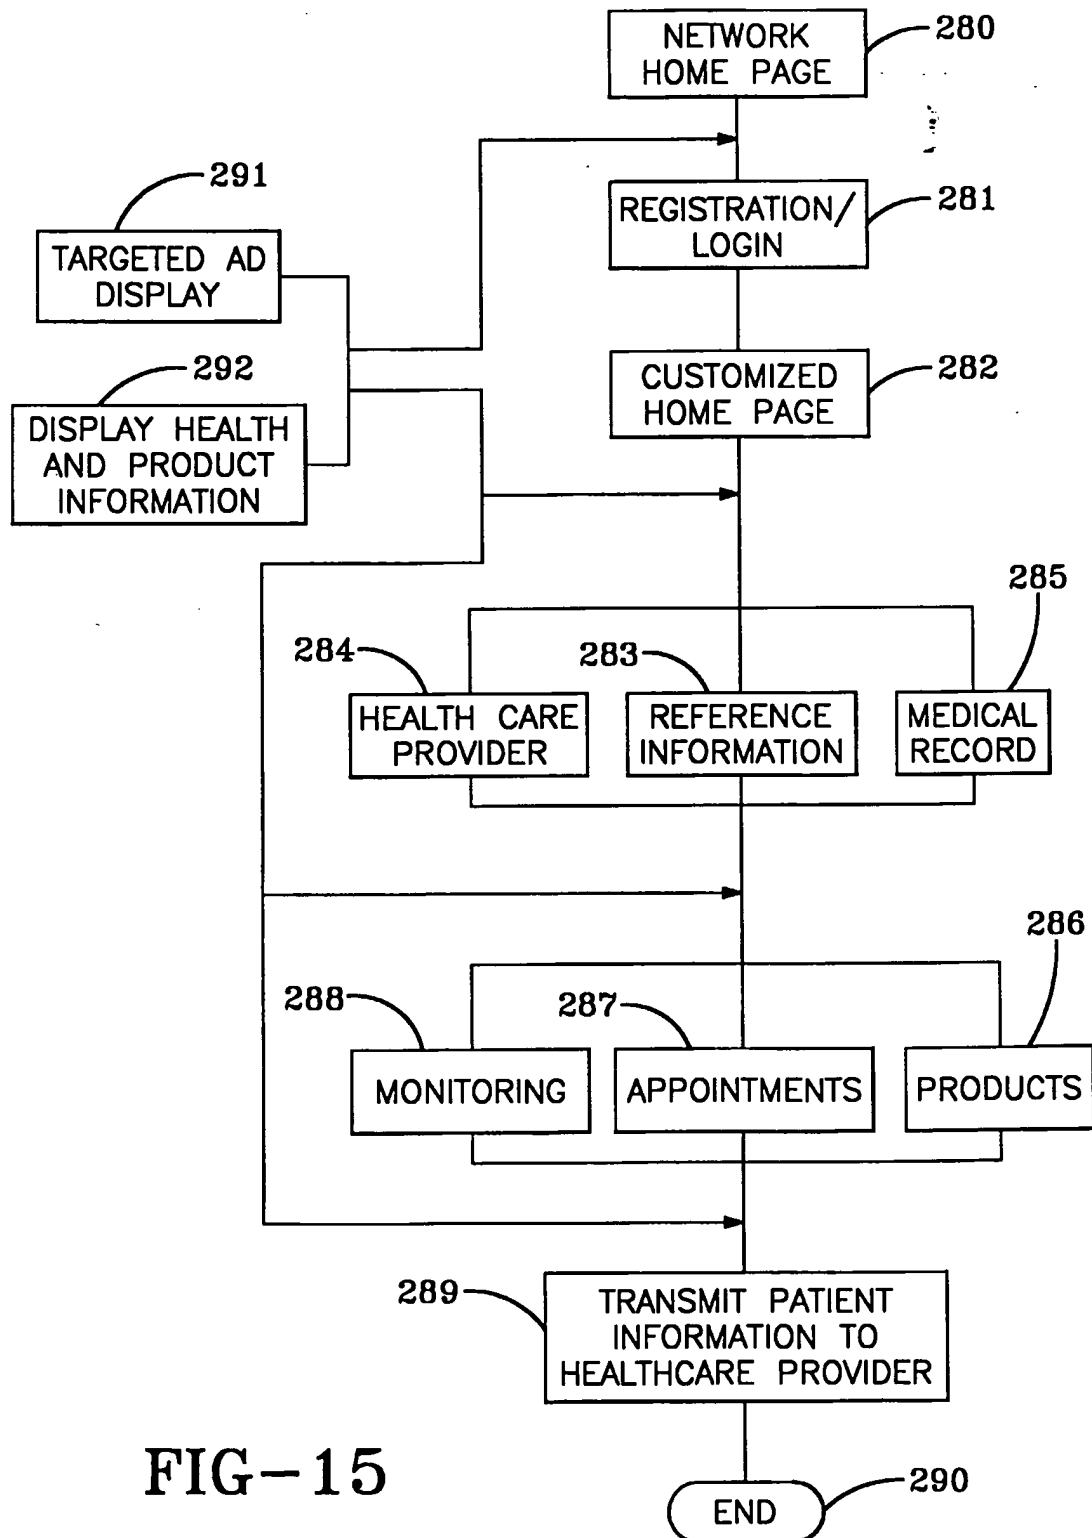 NETWORK
HOME PAGE
280
291
TARGETED AD
DISPLAY
REGISTRATION/
LOGIN
281
292
DISPLAY HEALTH
AND PRODUCT
INFORMATION
CUSTOMIZED
HOME PAGE
282
284
HEALTH CARE
PROVIDER
283
REFERENCE
INFORMATION
285
MEDICAL
RECORD
288
MONITORING
287
APPOINTMENTS
286
PRODUCTS
289
TRANSMIT PATIENT
INFORMATION TO
HEALTHCARE PROVIDER
FIG-15
END
290